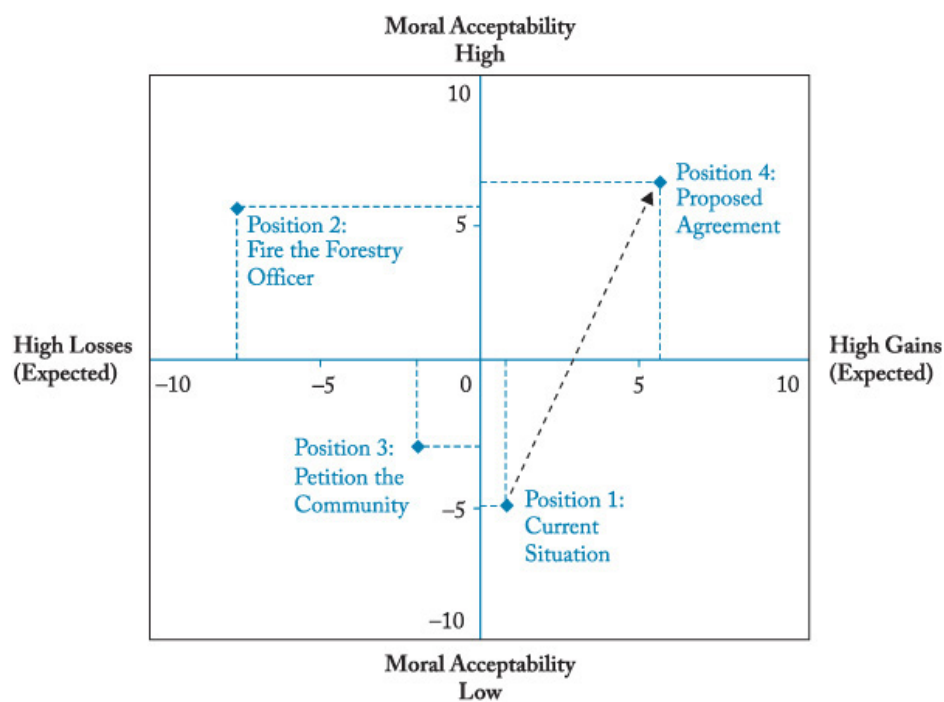 Moral Acceptability
High
10
Position 4:
Proposed
Agreement
Position 2:
Fire the Forestry
Officer
5
High Losses
(Expected)
High Gains
(Expected)
–10
–5
0
5
10
Position 3:
Petition the
Community
–5
Position 1:
Current
Situation
–10
Moral Acceptability
Low